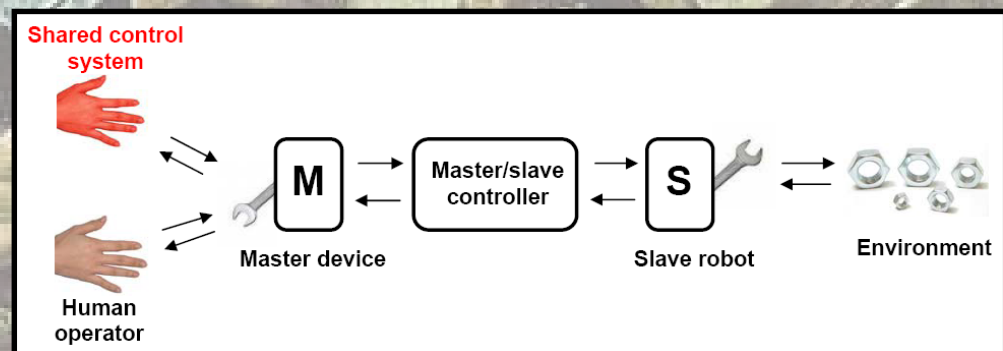 Shared control
system
M
Master/slave
controller
S
Master device
Slave robot
Environment
Human
operator